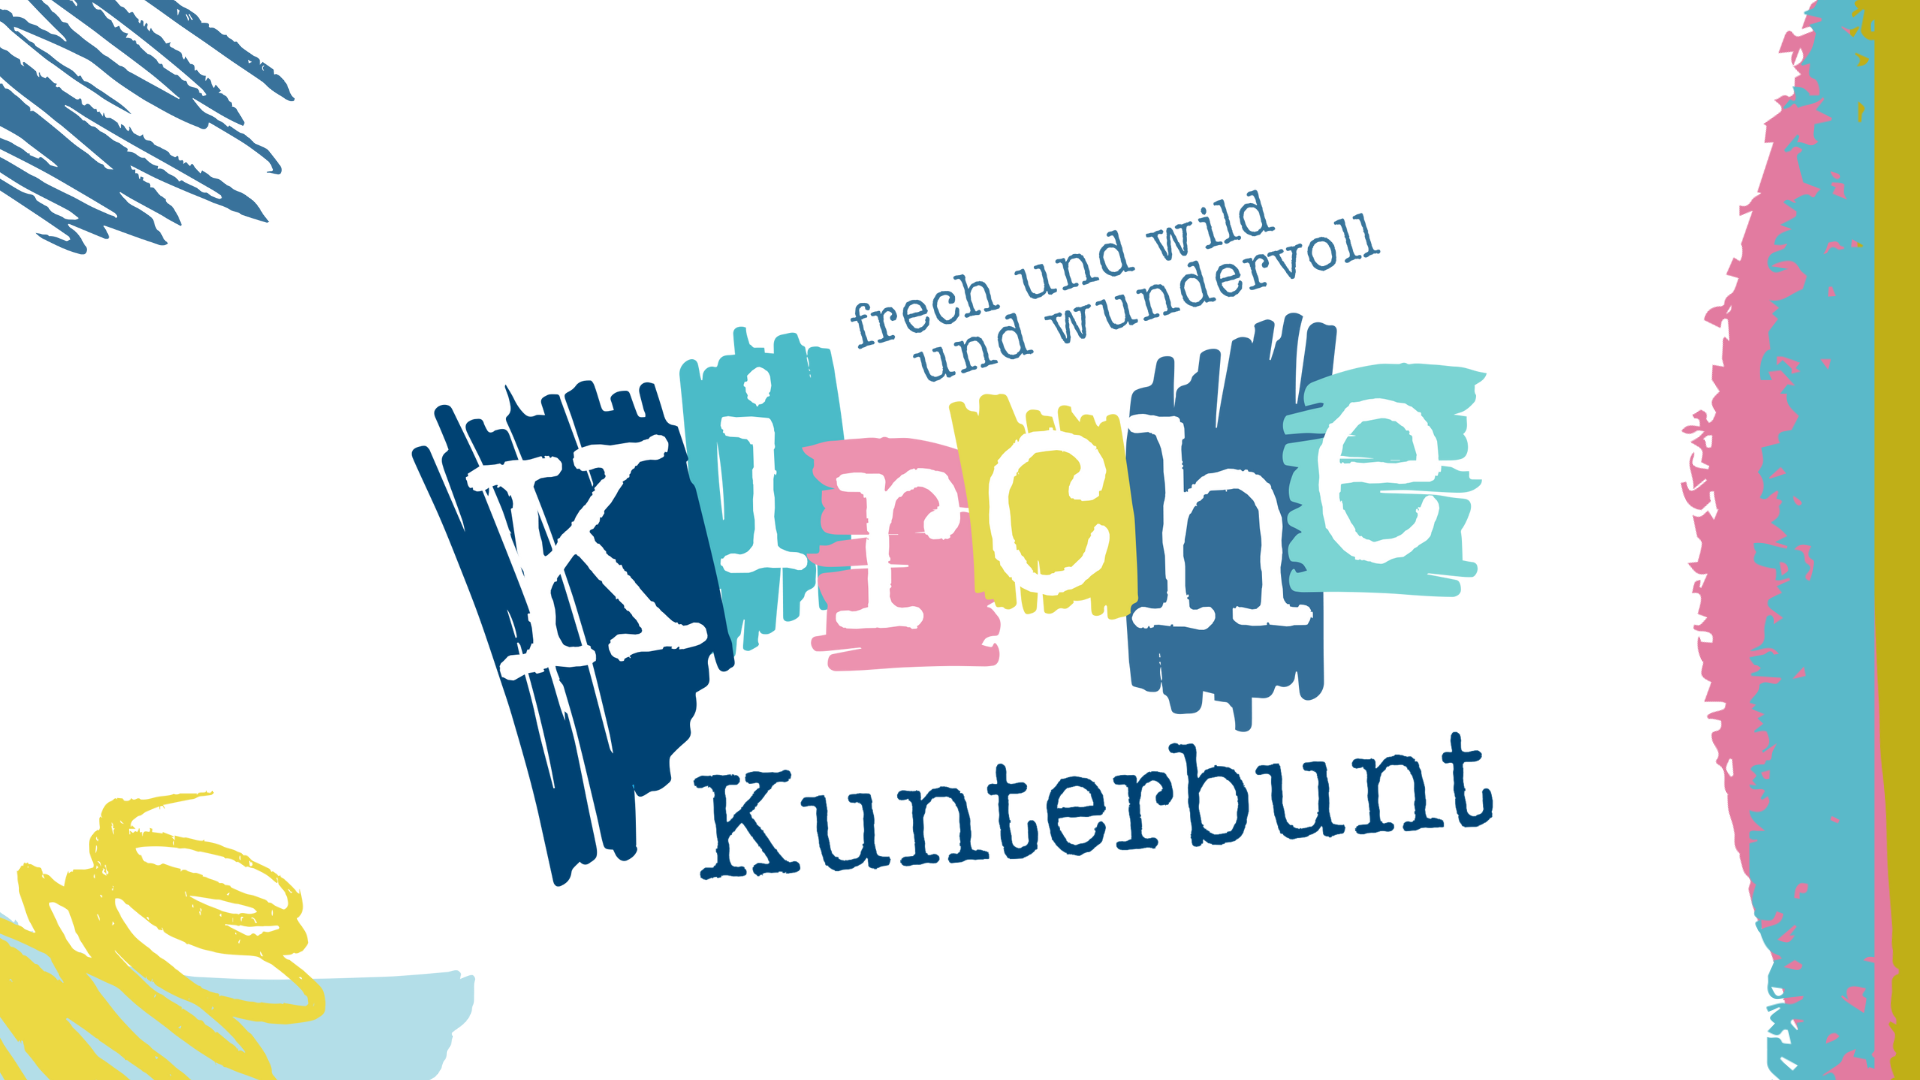 frech und wild
und wundervoll
Kirche
Kunterbunt